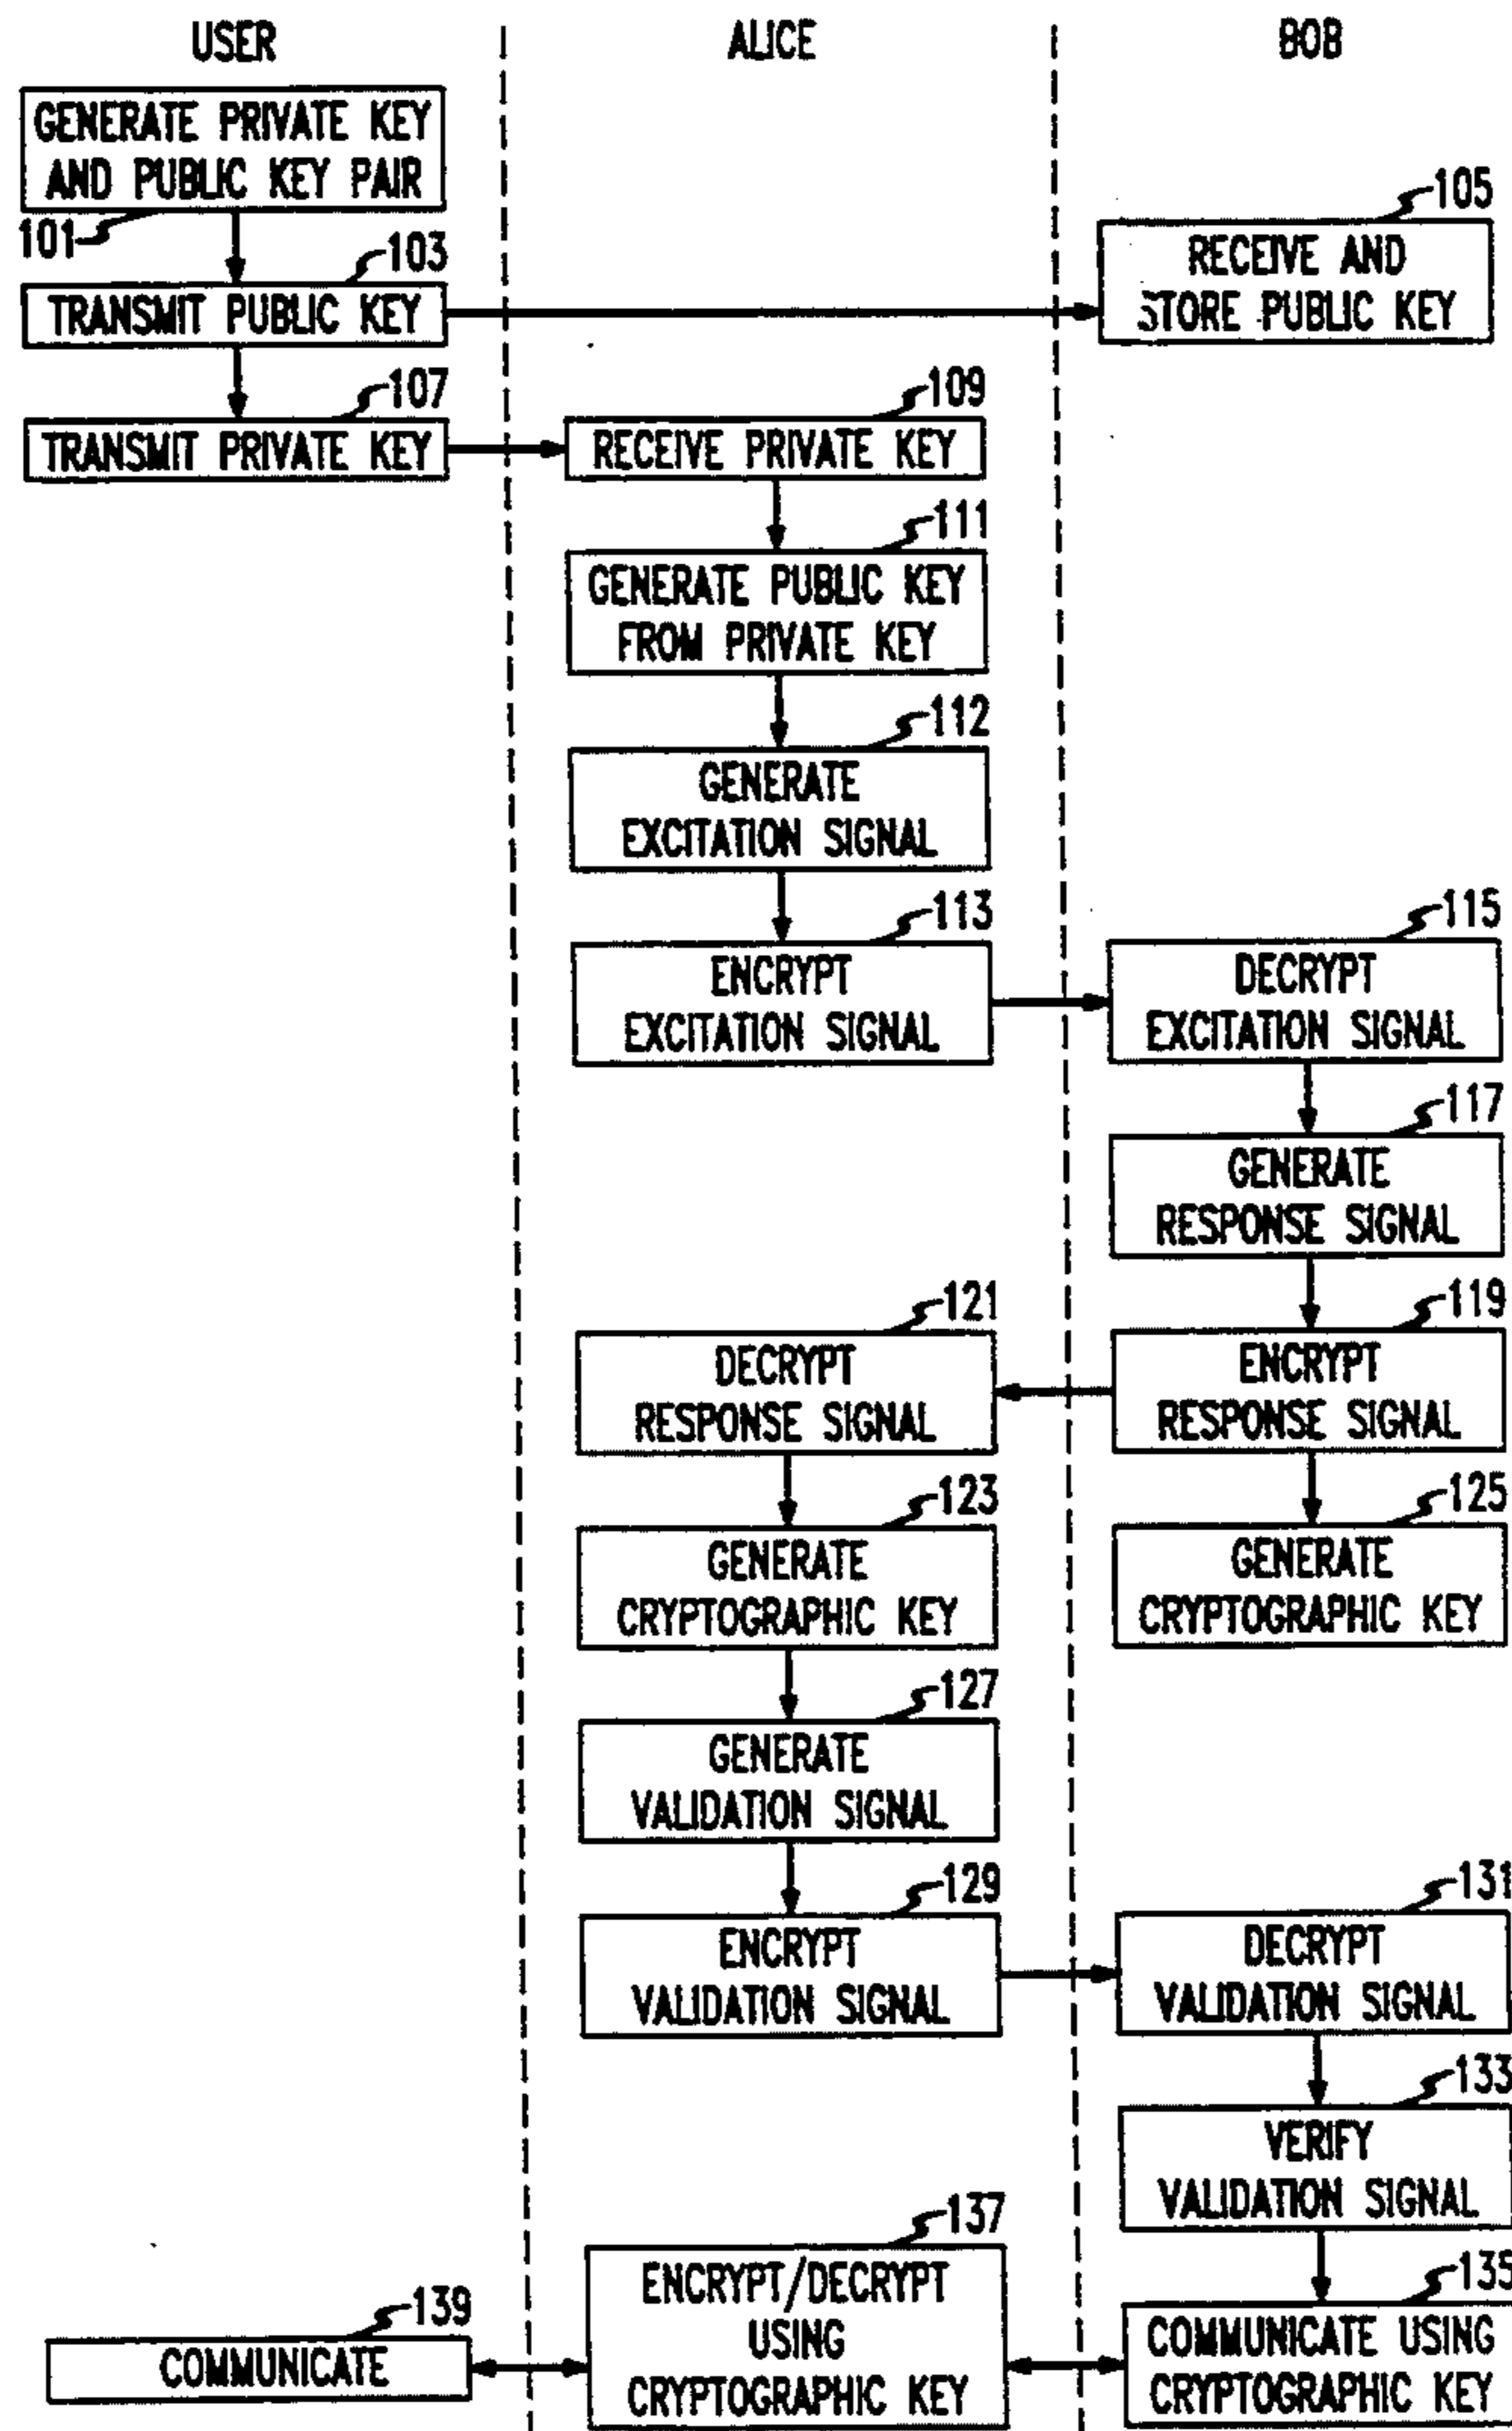 USER
ALICE
BOB
GENERATE PRIVATE KEY
AND PUBLIC KEY PAIR
101
105
RECEIVE AND
STORE PUBLIC KEY
103
TRANSMIT PUBLIC KEY
107
TRANSMIT PRIVATE KEY
109
RECEIVE PRIVATE KEY
111
GENERATE PUBLIC KEY
FROM PRIVATE KEY
112
GENERATE
EXCITATION SIGNAL
113
ENCRYPT
EXCITATION SIGNAL
115
DECRYPT
EXCITATION SIGNAL
117
GENERATE
RESPONSE SIGNAL
119
ENCRYPT
RESPONSE SIGNAL
121
DECRYPT
RESPONSE SIGNAL
123
GENERATE
CRYPTOGRAPHIC KEY
125
GENERATE
CRYPTOGRAPHIC KEY
127
GENERATE
VALIDATION SIGNAL
129
ENCRYPT
VALIDATION SIGNAL
131
DECRYPT
VALIDATION SIGNAL
133
VERIFY
VALIDATION SIGNAL
139
COMMUNICATE
137
ENCRYPT/DECRYPT
USING
CRYPTOGRAPHIC KEY
135
COMMUNICATE USING
CRYPTOGRAPHIC KEY